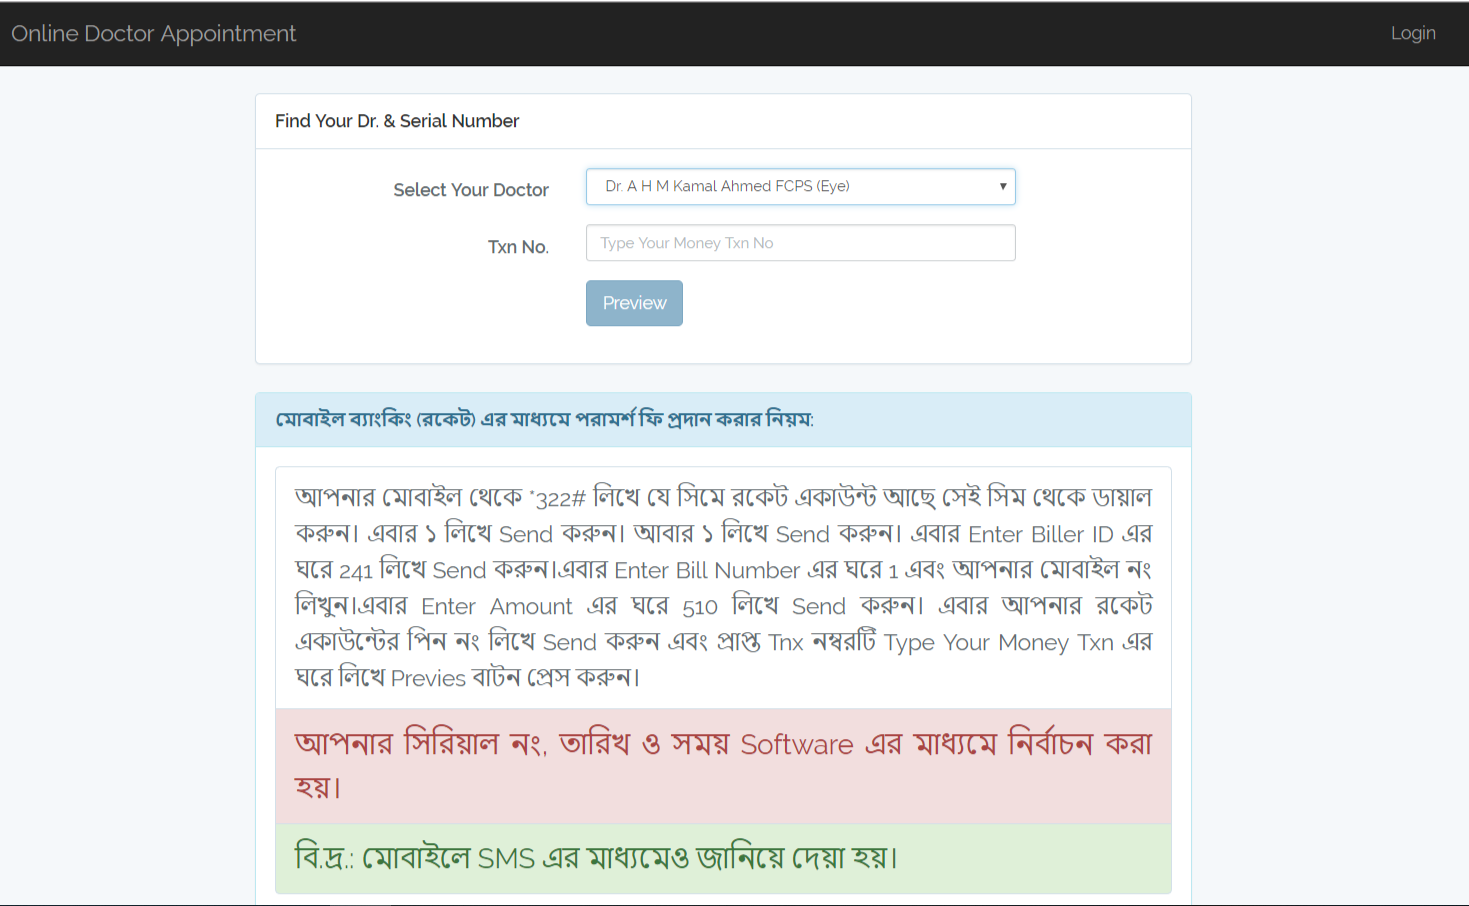 Online Doctor Appointment
Login
Find Your Dr. & Serial Number
Select Your Doctor
Dr. A H M Kamal Ahmed FCPS (Eye)
Txn No.
Type Your Money Txn No
Preview
মোবাইল ব্যাংকিং (রকেট) এর মাধ্যমে পরামর্শ ফি প্রদান করার নিয়ম:
আপনার মোবাইল থেকে *322# লিখে যে সিমে রকেট একাউন্ট আছে সেই সিম থেকে ডায়াল
করুন। এবার ১ লিখে Send করুন। আবার ১ লিখে Send করুন। এবার Enter Biller ID এর
ঘরে 241 লিখে Send করুন।এবার Enter Bill Number এর ঘরে 1 এবং আপনার মোবাইল নং
লিখুন।এবার Enter Amount এর ঘরে 510 লিখে Send করুন। এবার আপনার রকেট
একাউন্টের পিন নং লিখে Send করুন এবং প্রাপ্ত Tnx নম্বরটি Type Your Money Txn এর
ঘরে লিখে Previes বাটন প্রেস করুন।
আপনার সিরিয়াল নং, তারিখ ও সময় Software এর মাধ্যমে নির্বাচন করা
হয়।
বি.দ্র.: মোবাইলে SMS এর মাধ্যমেও জানিয়ে দেয়া হয়।